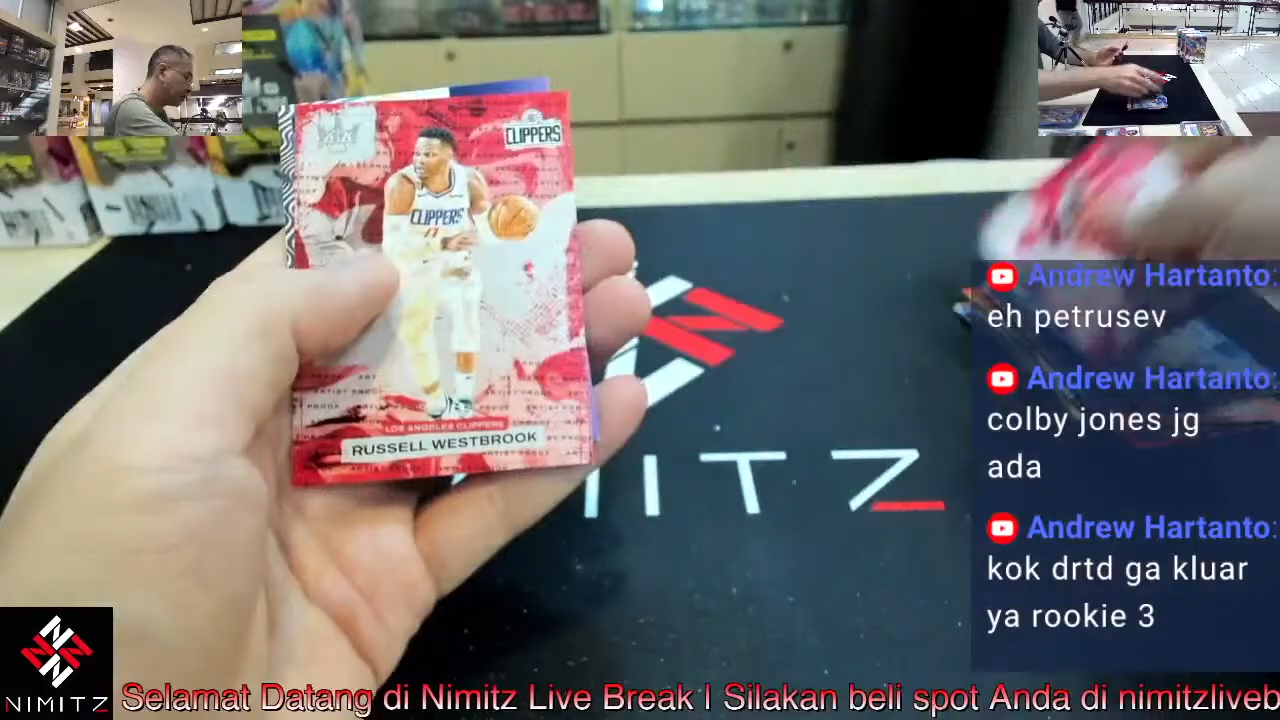 CLIPPERS
CLIPPERS
LOS ANGELES CLIPPERS
RUSSELL WESTBROOK
NIMITZ
Andrew Hartanto:
eh petrusev
Andrew Hartanto:
colby jones jg
ada
Andrew Hartanto:
kok drtd ga kluar
ya rookie 3
NIMITZ
Selamat Datang di Nimitz Live Break | Silakan beli spot Anda di nimitzliveb